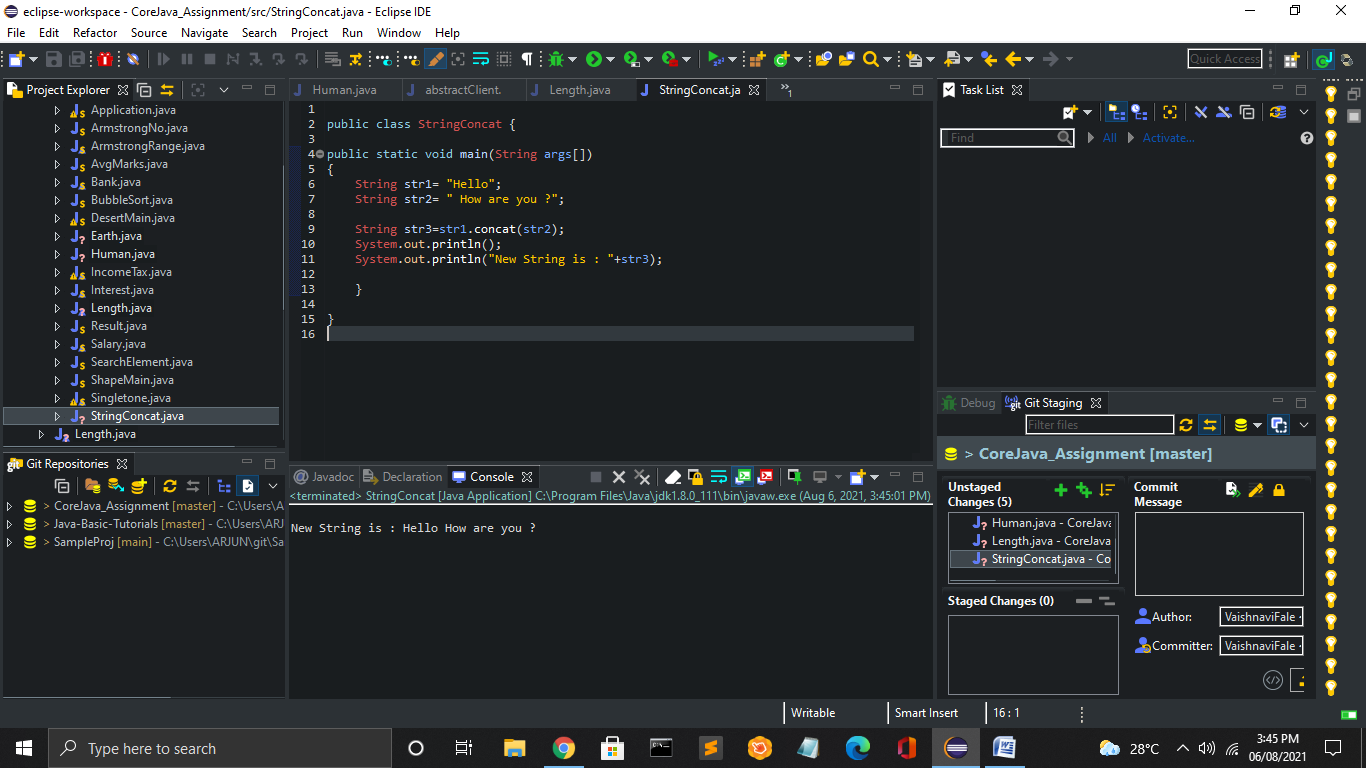 eclipse-workspace - CoreJava_Assignment/src/StringConcat.java - Eclipse IDE
File Edit Refactor Source Navigate Search Project Run Window Help
Quick Access
Project Explorer
Application.java
ArmstrongNo.java
ArmstrongRange.java
AvgMarks.java
Bank.java
BubbleSort.java
DesertMain.java
Earth.java
Human.java
IncomeTax.java
Interest.java
Length.java
Result.java
Salary.java
SearchElement.java
ShapeMain.java
Singletone.java
StringConcat.java
Length.java
Git Repositories
> CoreJava_Assignment [master] - C:\Users\A
> Java-Basic-Tutorials [master] - C:\Users\ARJ
> SampleProj [main] - C:\Users\ARJUN\git\Sa
Human.java abstractClient. Length.java StringConcat.ja »1
1
2 public class StringConcat {
3
4 public static void main(String args[])
5 {
6 String str1= "Hello";
7 String str2= " How are you ?";
8
9 String str3=str1.concat(str2);
10 System.out.println();
11 System.out.println("New String is : "+str3);
12
13 }
14
15 }
16
@ Javadoc Declaration Console
<terminated> StringConcat [Java Application] C:\Program Files\Java\jdk1.8.0_111\bin\javaw.exe (Aug 6, 2021, 3:45:01 PM)
New String is : Hello How are you ?
Task List
Find All Activate...
Debug Git Staging
Filter files
> CoreJava_Assignment [master]
Unstaged Changes (5)
Human.java - CoreJava
Length.java - CoreJava
StringConcat.java - Co
Staged Changes (0)
Commit Message
Author: VaishnaviFale
Committer: VaishnaviFale
Writable Smart Insert 16 : 1
Type here to search
28°C
3:45 PM
06/08/2021